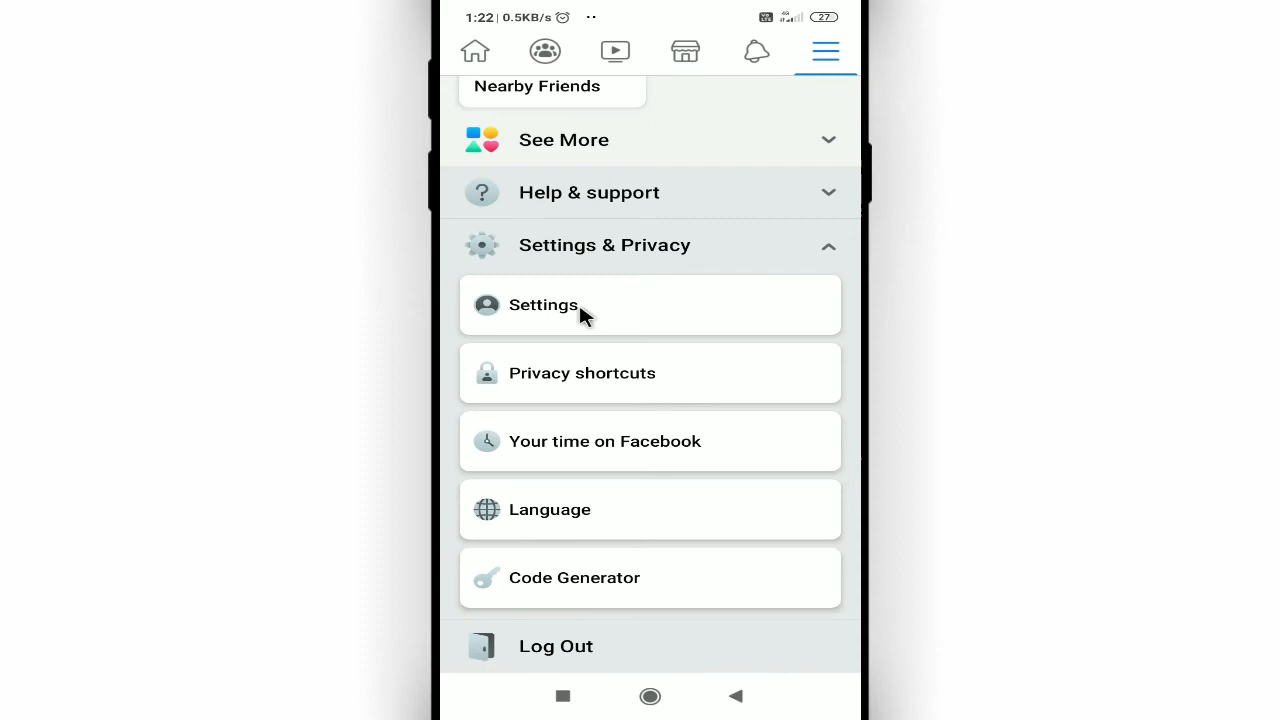 1:22 | 0.5KB/s
4G
27
Nearby Friends
See More
Help & support
Settings & Privacy
Settings
Privacy shortcuts
Your time on Facebook
Language
Code Generator
Log Out